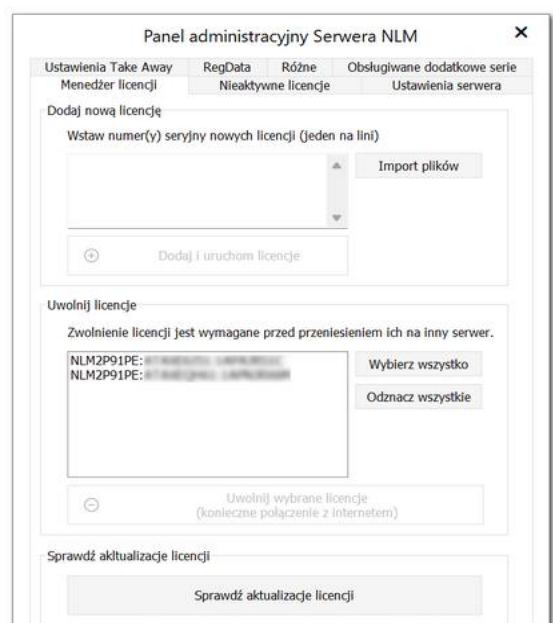 Panel administracyjny Serwera NLM
Ustawienia Take Away RegData Różne Obsługiwane dodatkowe serie
Menedżer licencji Nieaktywne licencje Ustawienia serwera
Dodaj nową licencję
Wstaw numer(y) seryjny nowych licencji (jeden na lini)
Import plików
Dodaj i uruchom licencje
Uwolnij licencje
Zwolnienie licencji jest wymagane przed przeniesieniem ich na inny serwer.
NLM2P91PE:
NLM2P91PE:
Wybierz wszystko
Odznacz wszystkie
Uwolnij wybrane licencje
(konieczne połączenie z internetem)
Sprawdź akltualizacje licencji
Sprawdź aktualizacje licencji